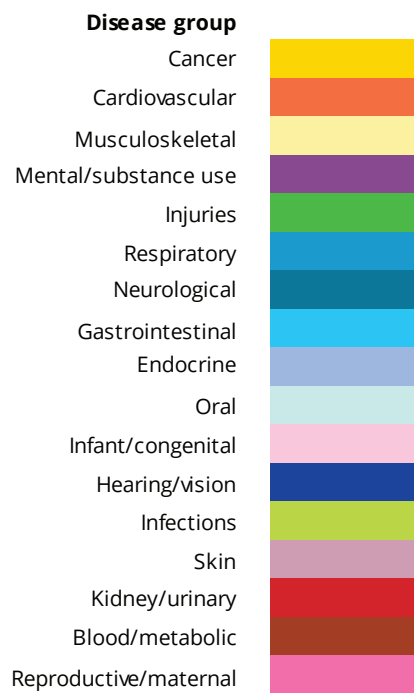 Disease group
Cancer
Cardiovascular
Musculoskeletal
Mental/substance use
Injuries
Respiratory
Neurological
Gastrointestinal
Endocrine
Oral
Infant/congenital
Hearing/vision
Infections
Skin
Kidney/urinary
Blood/metabolic
Reproductive/maternal